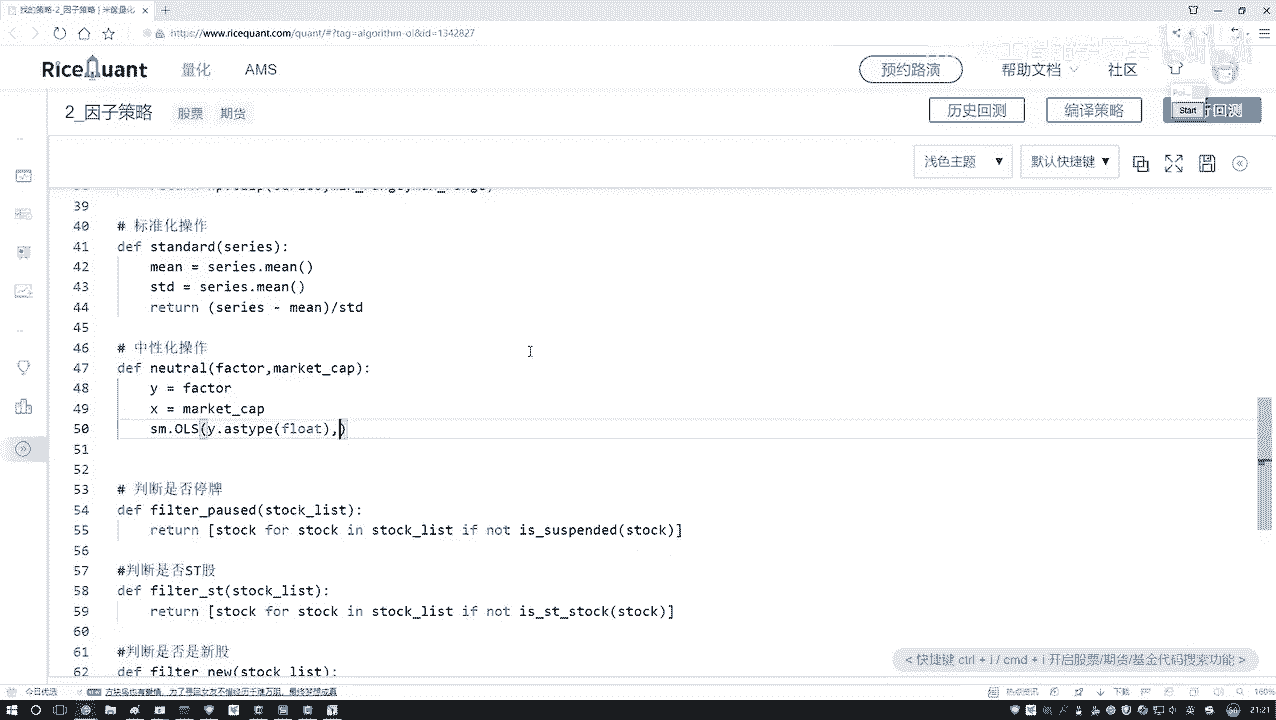 我的策略-2_因子策略 | 米筐量化
https://www.ricequant.com/quant/#?tag=algorithm-ol&id=1342827
RiceQuant 量化 AMS 预约路演 帮助文档 社区
2_因子策略 股票 期货 历史回测 编译策略 Start 回测
浅色主题 默认快捷键
39
40 # 标准化操作
41 def standard(series):
42 mean = series.mean()
43 std = series.mean()
44 return (series - mean)/std
45
46 # 中性化操作
47 def neutral(factor,market_cap):
48 y = factor
49 x = market_cap
50 sm.OLS(y.astype(float),)
51
52
53 # 判断是否停牌
54 def filter_paused(stock_list):
55 return [stock for stock in stock_list if not is_suspended(stock)]
56
57 #判断是否ST股
58 def filter_st(stock_list):
59 return [stock for stock in stock_list if not is_st_stock(stock)]
60
61 #判断是否是新股
62 def filter_new(stock_list):
< 快捷键 ctrl + i / cmd + i 开启股票/期货/基金代码搜索功能 >
今日优选
21:21